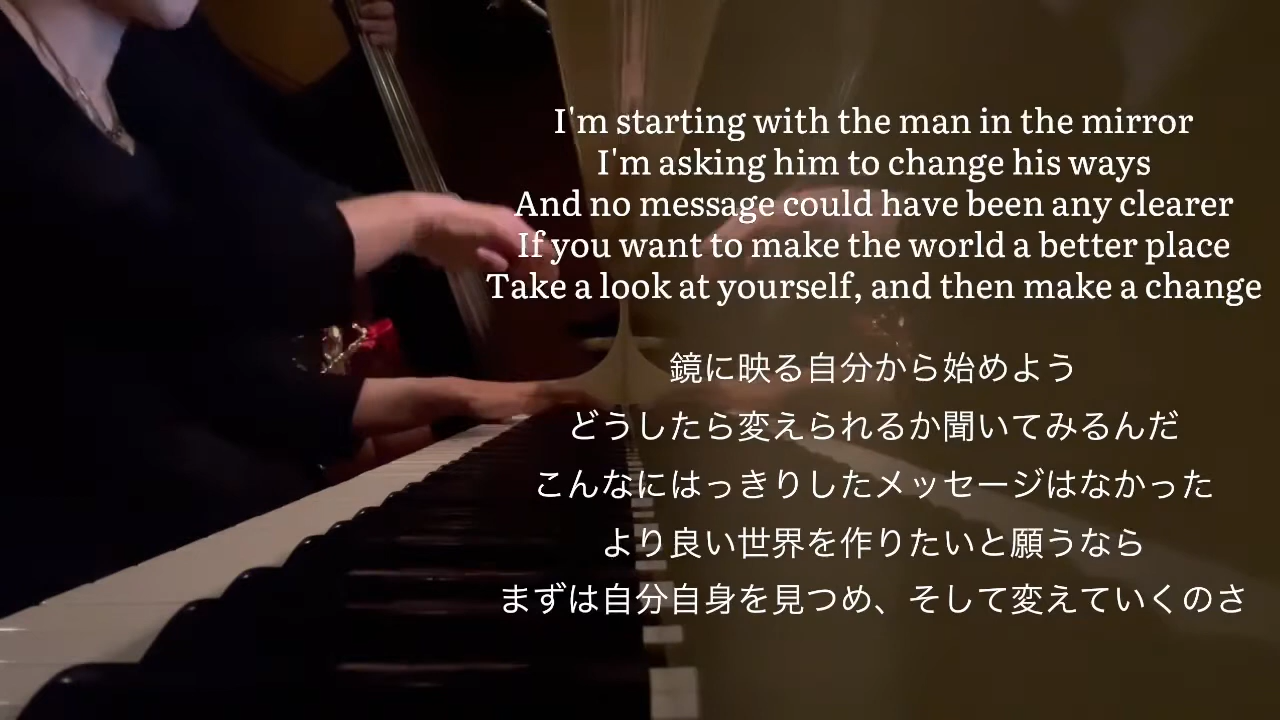 I'm starting with the man in the mirror
I'm asking him to change his ways
And no message could have been any clearer
If you want to make the world a better place
Take a look at yourself, and then make a change
鏡に映る自分から始めよう
どうしたら変えられるか聞いてみるんだ
こんなにはっきりしたメッセージはなかった
より良い世界を作りたいと願うなら
まずは自分自身を見つめ、そして変えていくのさ